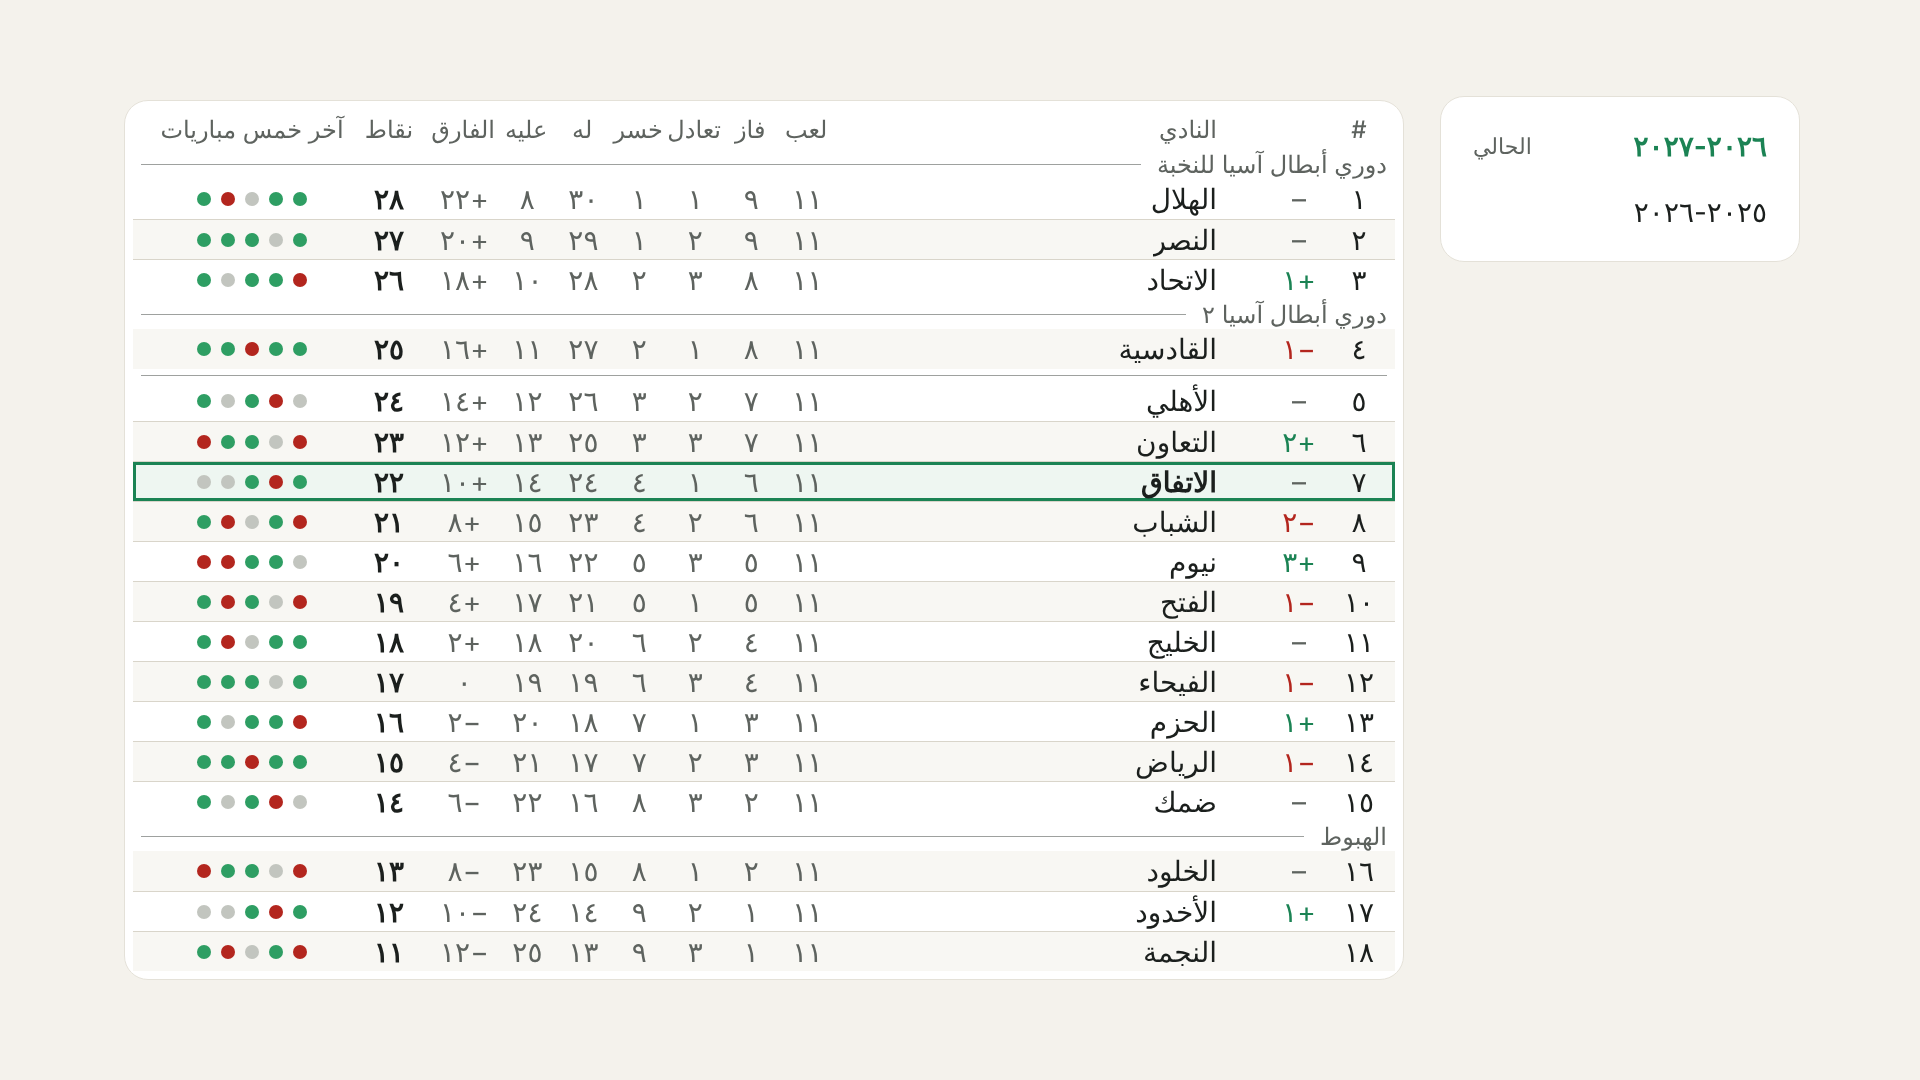 ٢٠٢٦-٢٠٢٧ الحالي
٢٠٢٥-٢٠٢٦
# النادي لعب فاز تعادل خسر له عليه الفارق نقاط آخر خمس مباريات
دوري أبطال آسيا للنخبة
١ – الهلال ١١ ٩ ١ ١ ٣٠ ٨ +٢٢ ٢٨
٢ – النصر ١١ ٩ ٢ ١ ٢٩ ٩ +٢٠ ٢٧
٣ +١ الاتحاد ١١ ٨ ٣ ٢ ٢٨ ١٠ +١٨ ٢٦
دوري أبطال آسيا ٢
٤ –١ القادسية ١١ ٨ ١ ٢ ٢٧ ١١ +١٦ ٢٥
٥ – الأهلي ١١ ٧ ٢ ٣ ٢٦ ١٢ +١٤ ٢٤
٦ +٢ التعاون ١١ ٧ ٣ ٣ ٢٥ ١٣ +١٢ ٢٣
٧ – الاتفاق ١١ ٦ ١ ٤ ٢٤ ١٤ +١٠ ٢٢
٨ –٢ الشباب ١١ ٦ ٢ ٤ ٢٣ ١٥ +٨ ٢١
٩ +٣ نيوم ١١ ٥ ٣ ٥ ٢٢ ١٦ +٦ ٢٠
١٠ –١ الفتح ١١ ٥ ١ ٥ ٢١ ١٧ +٤ ١٩
١١ – الخليج ١١ ٤ ٢ ٦ ٢٠ ١٨ +٢ ١٨
١٢ –١ الفيحاء ١١ ٤ ٣ ٦ ١٩ ١٩ ٠ ١٧
١٣ +١ الحزم ١١ ٣ ١ ٧ ١٨ ٢٠ –٢ ١٦
١٤ –١ الرياض ١١ ٣ ٢ ٧ ١٧ ٢١ –٤ ١٥
١٥ – ضمك ١١ ٢ ٣ ٨ ١٦ ٢٢ –٦ ١٤
الهبوط
١٦ – الخلود ١١ ٢ ١ ٨ ١٥ ٢٣ –٨ ١٣
١٧ +١ الأخدود ١١ ١ ٢ ٩ ١٤ ٢٤ –١٠ ١٢
١٨ النجمة ١١ ١ ٣ ٩ ١٣ ٢٥ –١٢ ١١